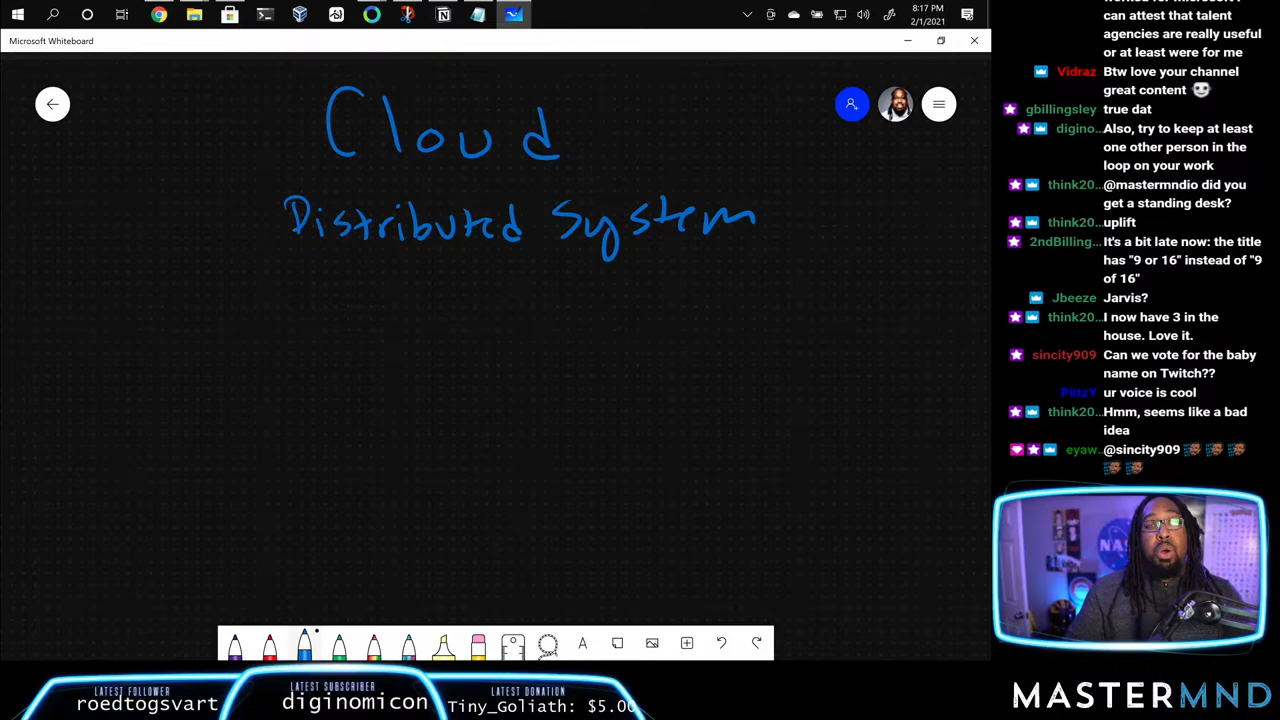 8:17 PM
2/1/2021
Microsoft Whiteboard
Cloud
Distributed System
A
can attest that talent
agencies are really useful
or at least were for me
Vidraz Btw love your channel
great content
gbillingsley true dat
digino... Also, try to keep at least
one other person in the
loop on your work
think20... @mastermndio did you
get a standing desk?
think20... uplift
2ndBilling... It's a bit late now: the title
has "9 or 16" instead of "9
of 16"
Jbeeze Jarvis?
think20... I now have 3 in the
house. Love it.
sincity909 Can we vote for the baby
name on Twitch??
ur voice is cool
think20... Hmm, seems like a bad
idea
eyaw... @sincity909
NASA
LATEST FOLLOWER
roedtogsvart
LATEST SUBSCRIBER
diginomicon
LATEST DONATION
Tiny_Goliath: $5.00
MASTERMND